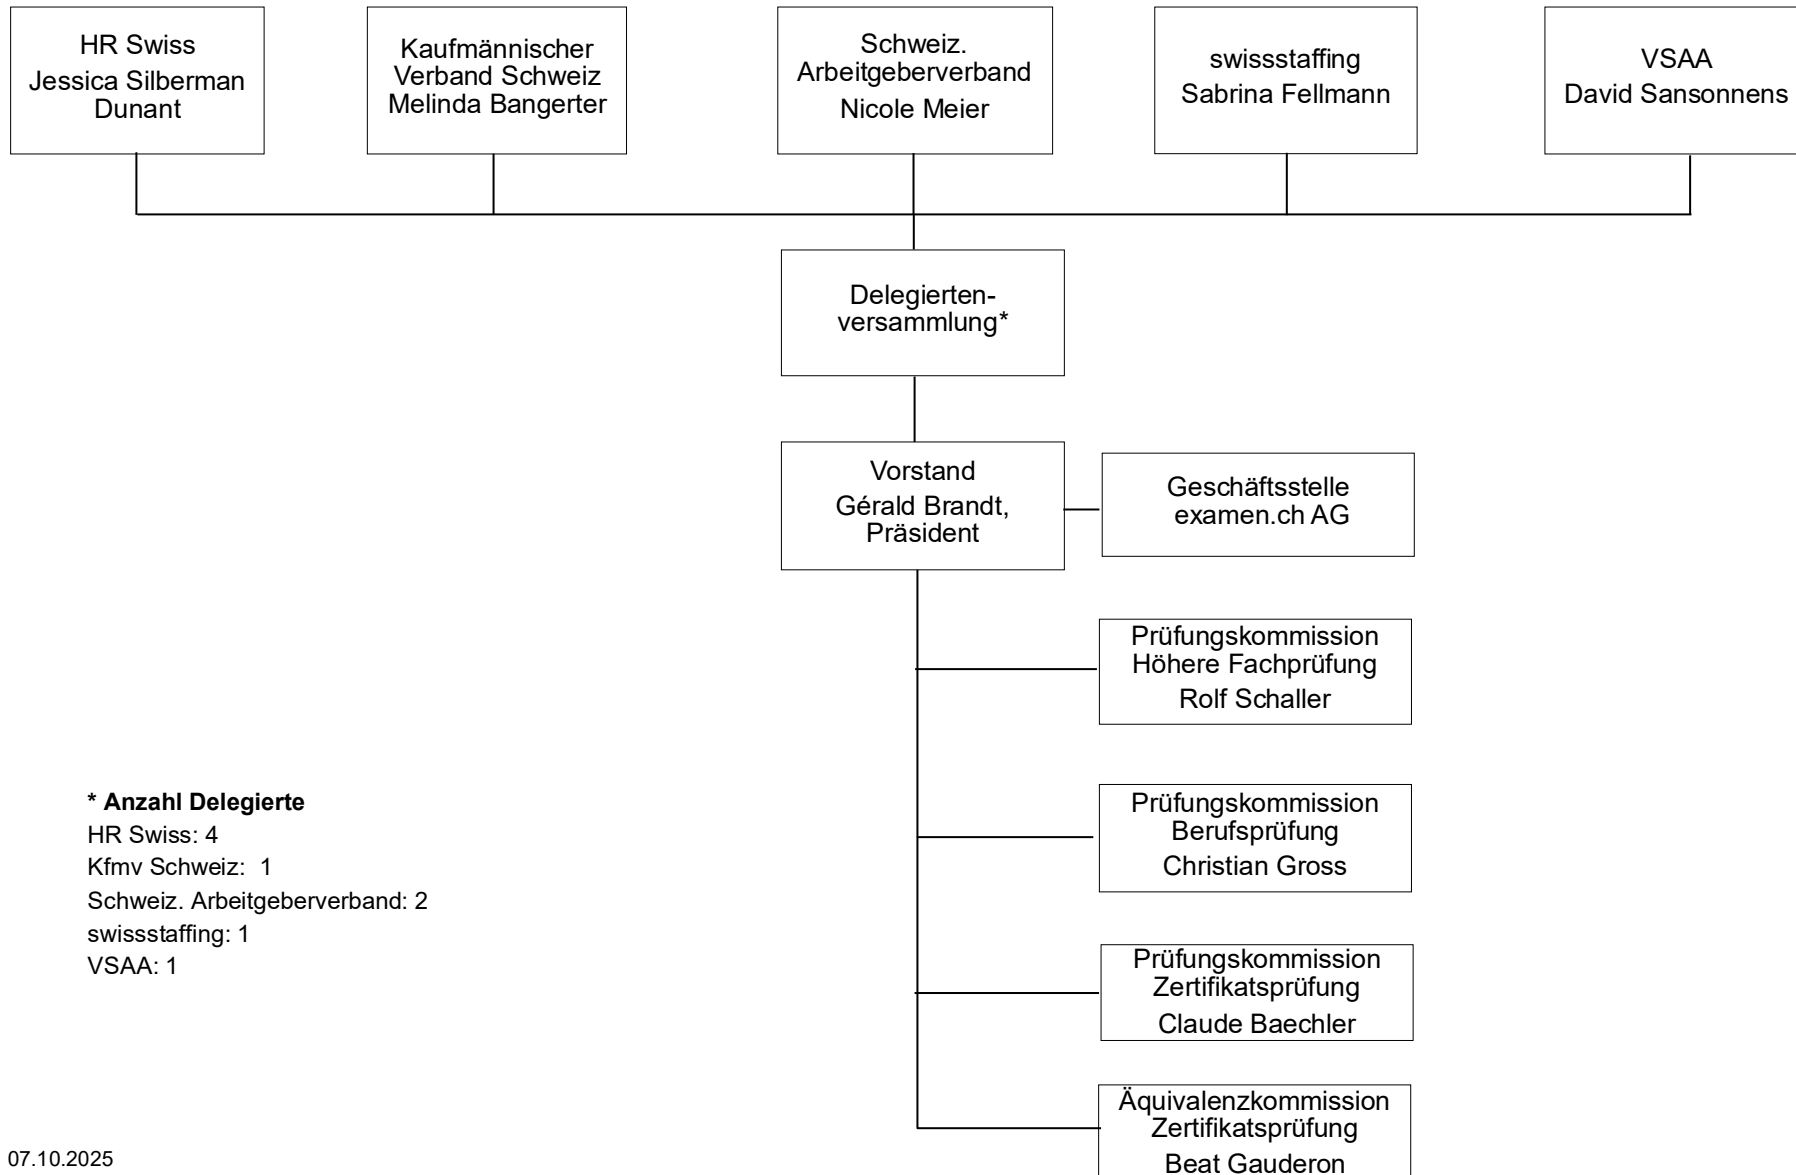 HR Swiss
Jessica Silberman
Dunant
Kaufmännischer
Verband Schweiz
Melinda Bangerter
Schweiz.
Arbeitgeberverband
Nicole Meier
swissstaffing
Sabrina Fellmann
VSAA
David Sansonnens
Delegierten-
versammlung*
Vorstand
Gérald Brandt,
Präsident
Geschäftsstelle
examen.ch AG
Prüfungskommission
Höhere Fachprüfung
Rolf Schaller
Prüfungskommission
Berufsprüfung
Christian Gross
Prüfungskommission
Zertifikatsprüfung
Claude Baechler
Äquivalenzkommission
Zertifikatsprüfung
Beat Gauderon
* Anzahl Delegierte
HR Swiss: 4
Kfmv Schweiz: 1
Schweiz. Arbeitgeberverband: 2
swissstaffing: 1
VSAA: 1
07.10.2025